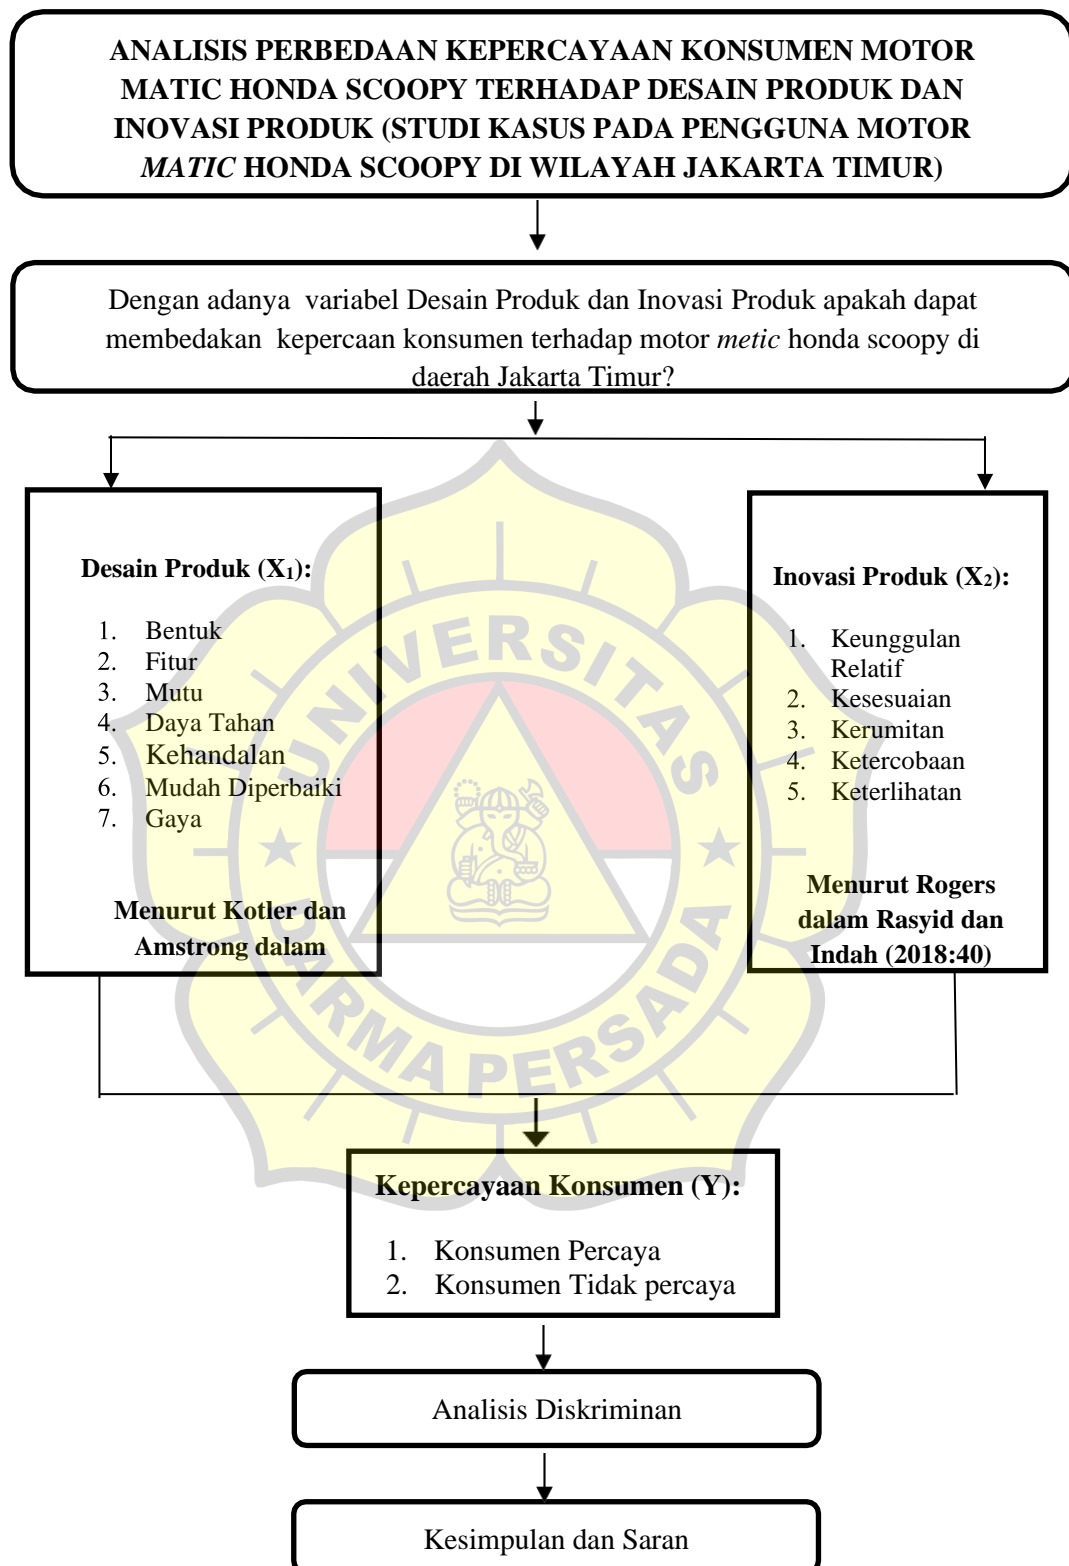 ANALISIS PERBEDAAN KEPERCAYAAN KONSUMEN MOTOR
MATIC HONDA SCOOPY TERHADAP DESAIN PRODUK DAN
INOVASI PRODUK (STUDI KASUS PADA PENGGUNA MOTOR
MATIC HONDA SCOOPY DI WILAYAH JAKARTA TIMUR)
Dengan adanya variabel Desain Produk dan Inovasi Produk apakah dapat
membedakan kepercaan konsumen terhadap motor metic honda scoopy di
daerah Jakarta Timur?
Desain Produk (X₁):
1. Bentuk
2. Fitur
3. Mutu
4. Daya Tahan
5. Kehandalan
6. Mudah Diperbaiki
7. Gaya
Menurut Kotler dan
Amstrong dalam
Inovasi Produk (X₂):
1. Keunggulan
Relatif
2. Kesesuaian
3. Kerumitan
4. Ketercobaan
5. Keterlihatan
Menurut Rogers
dalam Rasyid dan
Indah (2018:40)
UNIVERSITAS
DARMA PERSADA
Kepercayaan Konsumen (Y):
1. Konsumen Percaya
2. Konsumen Tidak percaya
Analisis Diskriminan
Kesimpulan dan Saran